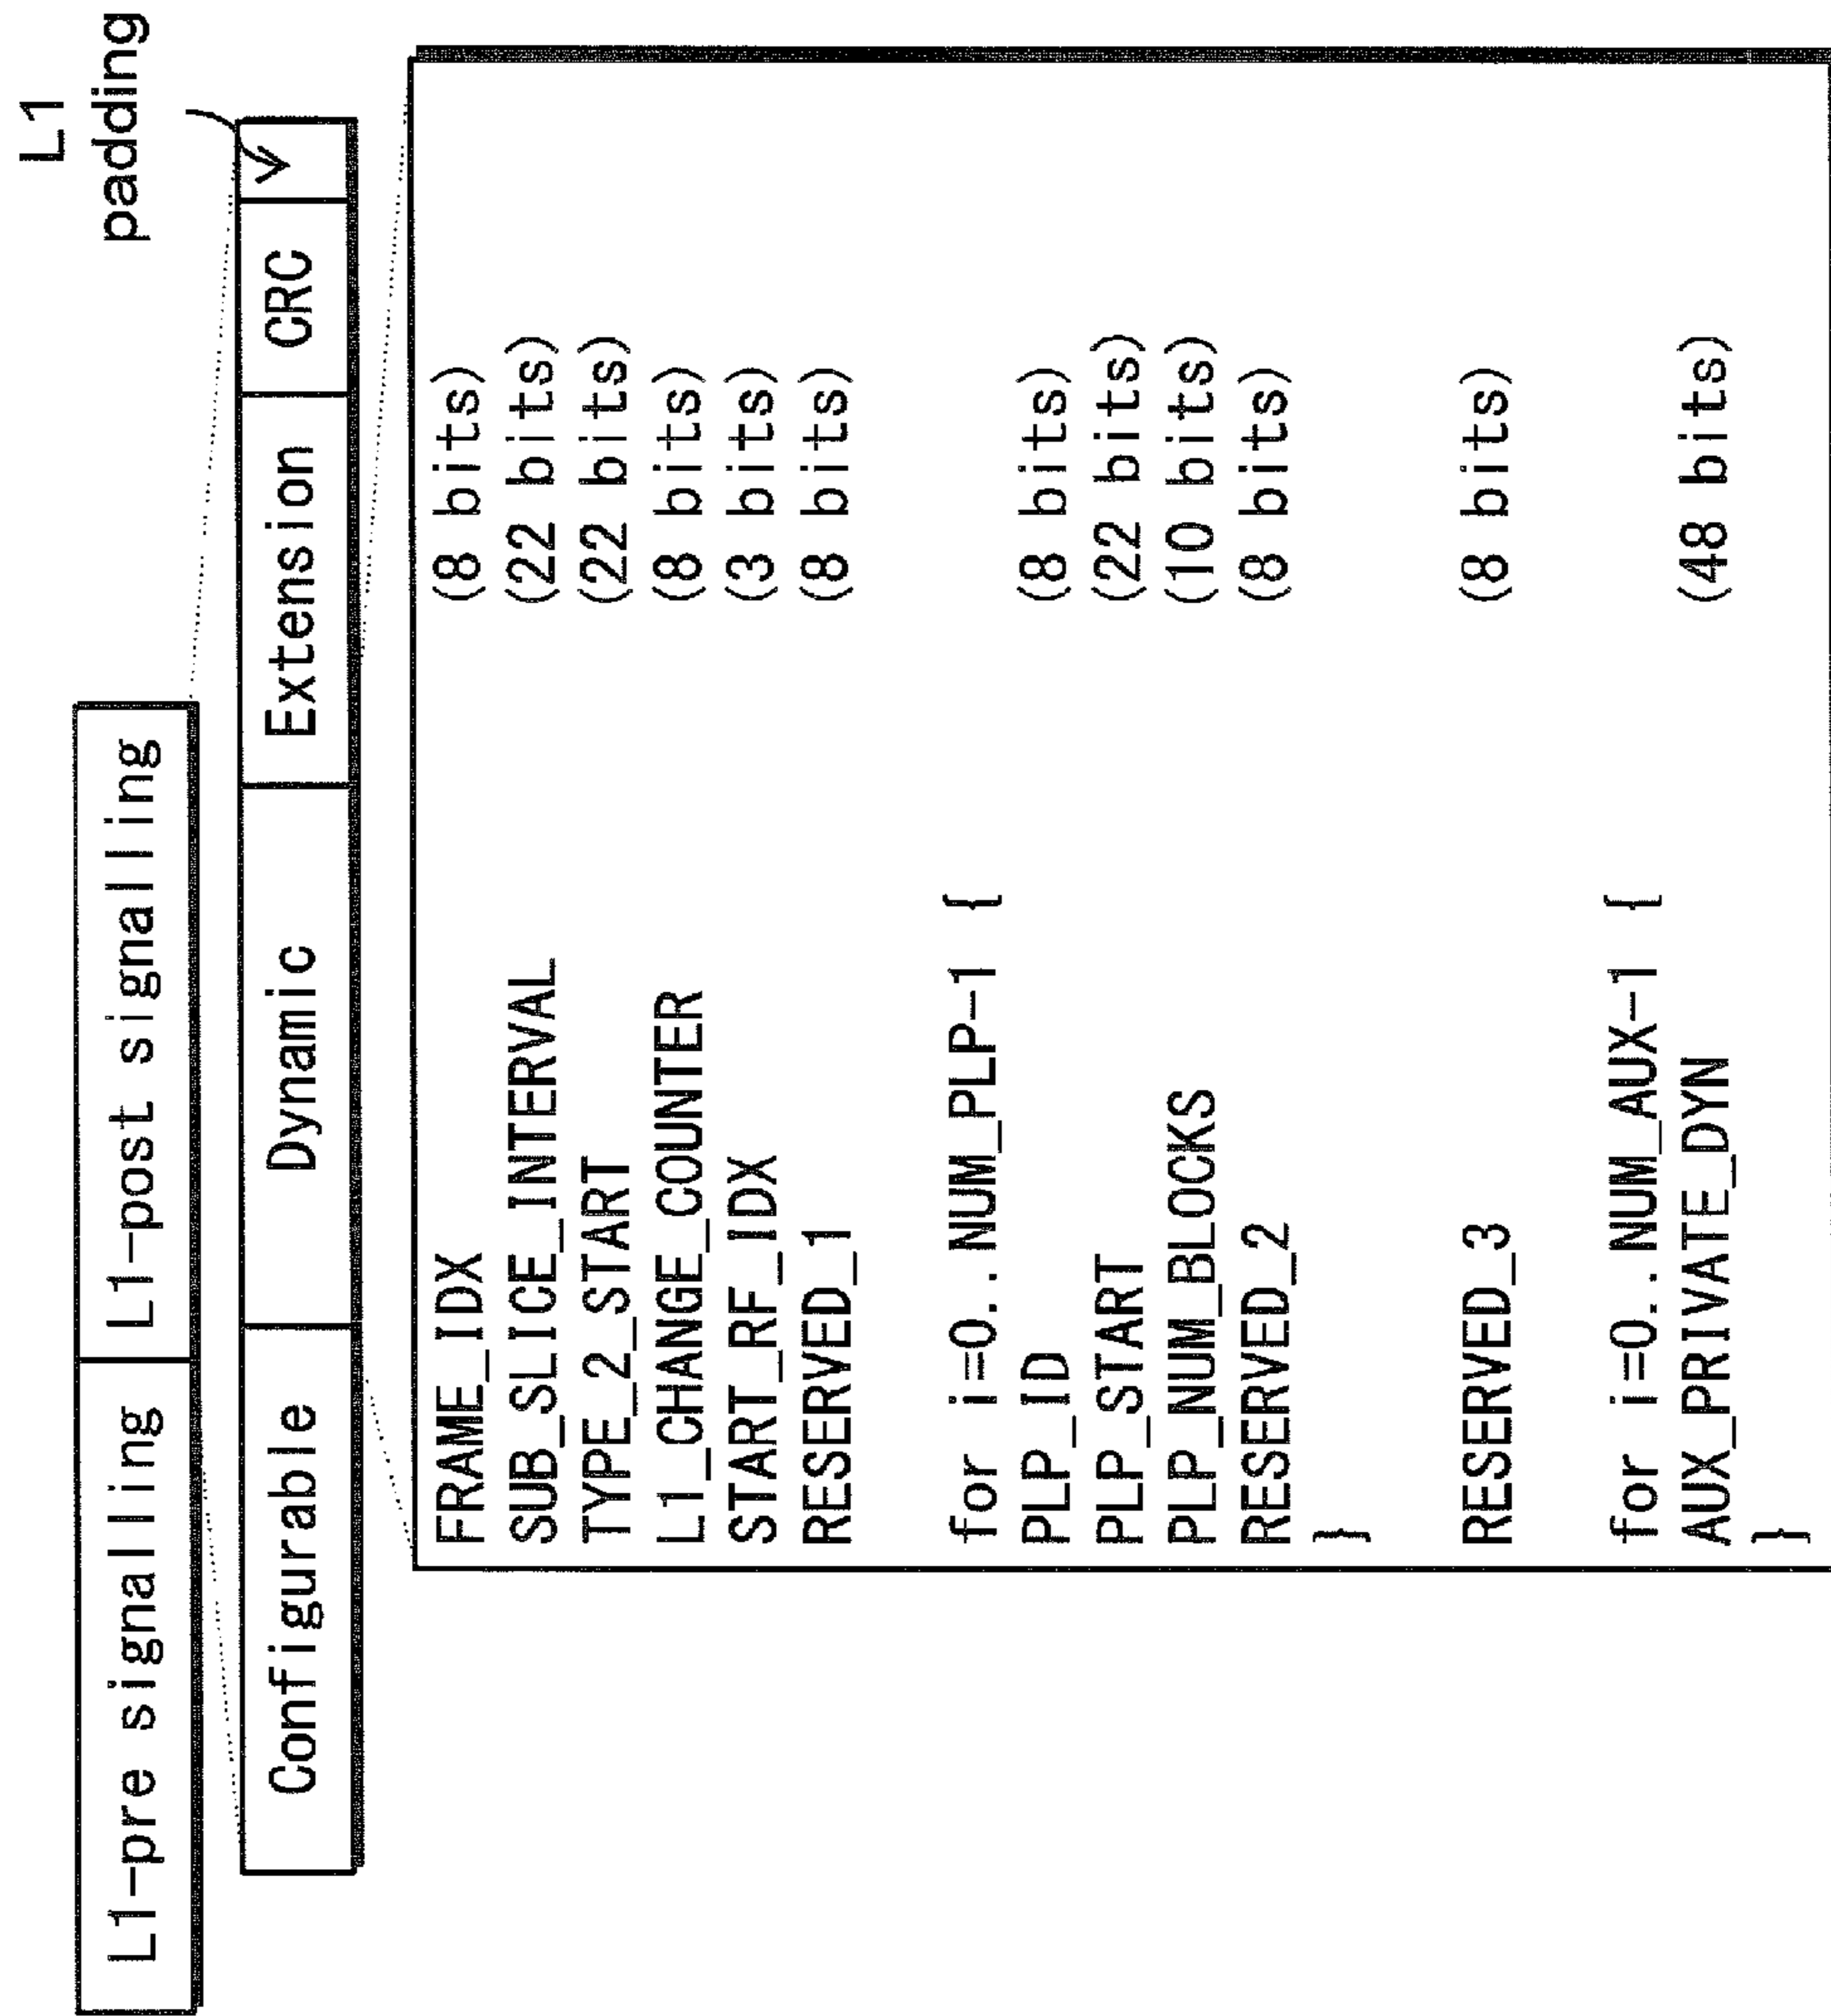 L1
padding
L1-pre signalling L1-post signalling
Configurable Dynamic Extension CRC
FRAME_IDX (8 bits)
SUB_SLICE_INTERVAL (22 bits)
TYPE_2_START (22 bits)
L1_CHANGE_COUNTER (8 bits)
START_RF_IDX (3 bits)
RESERVED_1 (8 bits)
for i=0..NUM_PLP-1 {
PLP_ID (8 bits)
PLP_START (22 bits)
PLP_NUM_BLOCKS (10 bits)
RESERVED_2 (8 bits)
}
RESERVED_3 (8 bits)
for i=0..NUM_AUX-1 {
AUX_PRIVATE_DYN (48 bits)
}